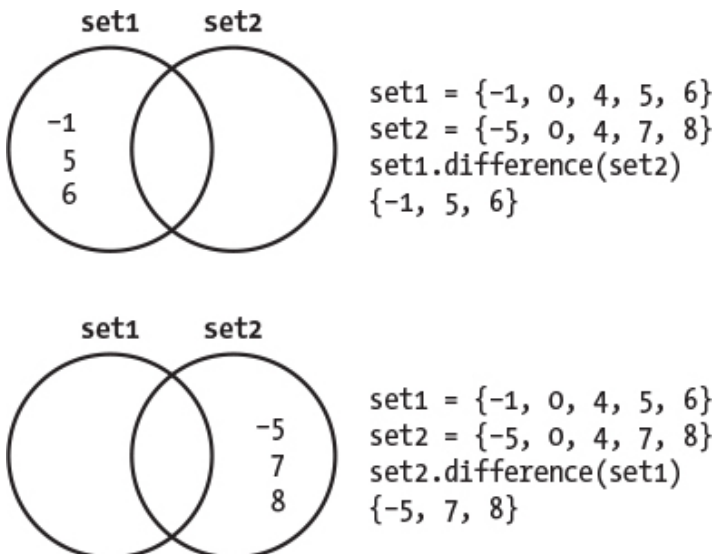 set1 set2
-1
5
6
set1 = {-1, 0, 4, 5, 6}
set2 = {-5, 0, 4, 7, 8}
set1.difference(set2)
{-1, 5, 6}
set1 set2
-5
7
8
set1 = {-1, 0, 4, 5, 6}
set2 = {-5, 0, 4, 7, 8}
set2.difference(set1)
{-5, 7, 8}